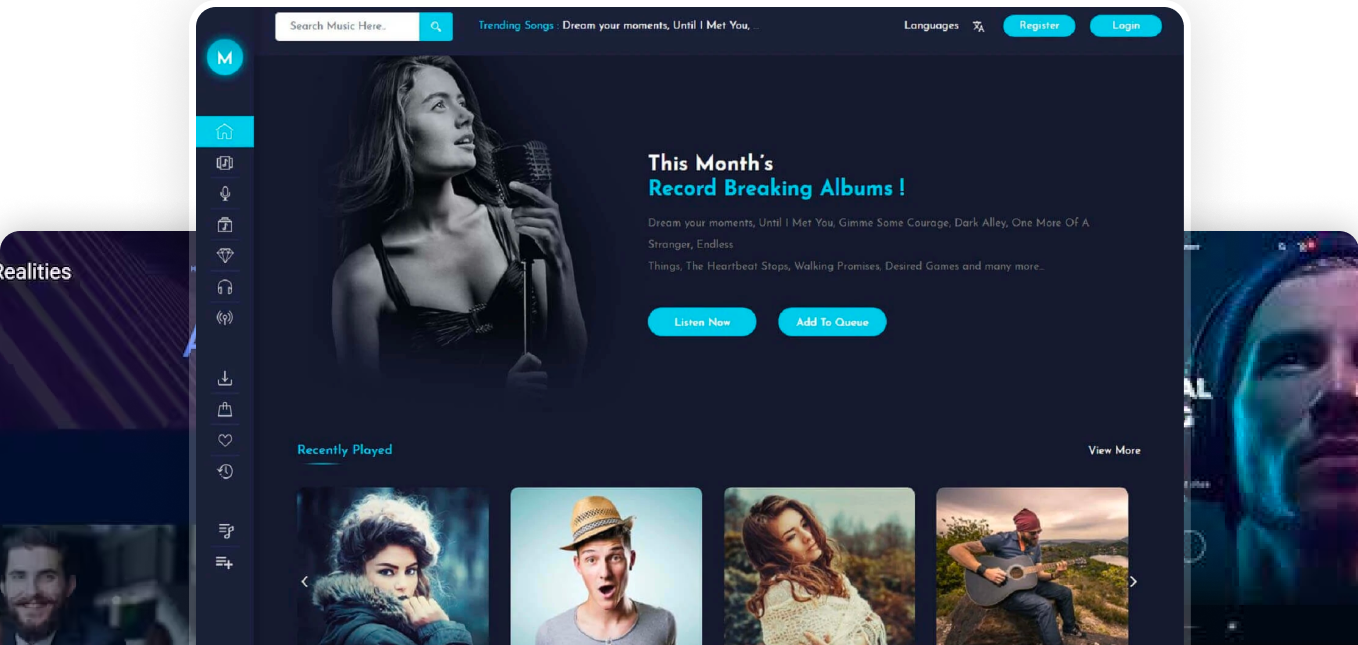 Search Music Here..
Trending Songs : Dream your moments, Until I Met You, ...
Languages
Register
Login
M
This Month's
Record Breaking Albums !
Dream your moments, Until I Met You, Gimme Some Courage, Dark Alley, One More Of A
Stranger, Endless
Things, The Heartbeat Stops, Walking Promises, Desired Games and many more...
Listen Now
Add To Queue
Realities
A
AL
Recently Played
View More